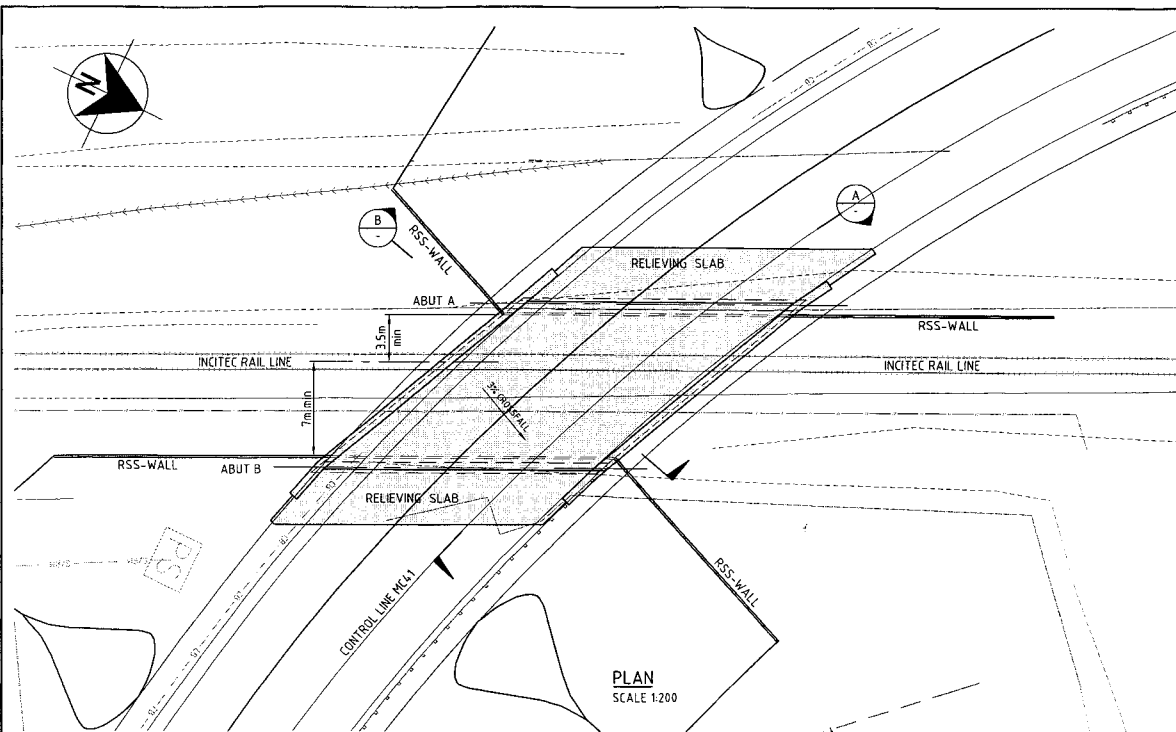 N
A
-
B
-
RSS-WALL
RELIEVING SLAB
ABUT A
RSS-WALL
3.5m
min
INCITEC RAIL LINE
INCITEC RAIL LINE
7m min
3% CROSSFALL
RSS-WALL
ABUT B
RELIEVING SLAB
PS
CONTROL LINE MC41
RSS-WALL
PLAN
SCALE 1:200